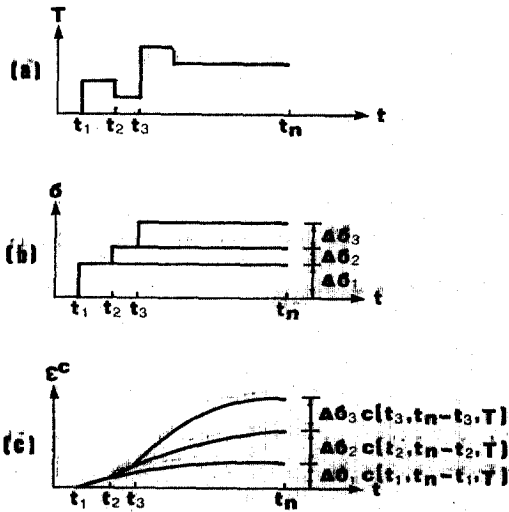 T
(a)
t
t₁ t₂ t₃ tₙ
σ
(b)
Δσ₃
Δσ₂
Δσ₁
t
t₁ t₂ t₃ tₙ
εᶜ
(c)
Δσ₃ c(t₃,tₙ-t₃,T)
Δσ₂ c(t₂,tₙ-t₂,T)
Δσ₁ c(t₁,tₙ-t₁,T)
t
t₁ t₂ t₃ tₙ